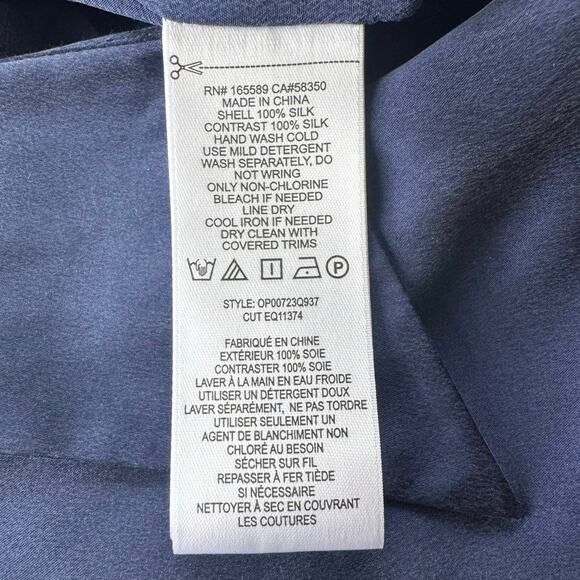 RN# 165589 CA#58350
MADE IN CHINA
SHELL 100% SILK
CONTRAST 100% SILK
HAND WASH COLD
USE MILD DETERGENT
WASH SEPARATELY, DO
NOT WRING
ONLY NON-CHLORINE
BLEACH IF NEEDED
LINE DRY
COOL IRON IF NEEDED
DRY CLEAN WITH
COVERED TRIMS
P
STYLE: OP00723Q937
CUT EQ11374
FABRIQUÉ EN CHINE
EXTÉRIEUR 100% SOIE
CONTRASTER 100% SOIE
LAVER À LA MAIN EN EAU FROIDE
UTILISER UN DÉTERGENT DOUX
LAVER SÉPARÉMENT, NE PAS TORDRE
UTILISER SEULEMENT UN
AGENT DE BLANCHIMENT NON
CHLORÉ AU BESOIN
SÉCHER SUR FIL
REPASSER À FER TIÈDE
SI NÉCESSAIRE
NETTOYER À SEC EN COUVRANT
LES COUTURES